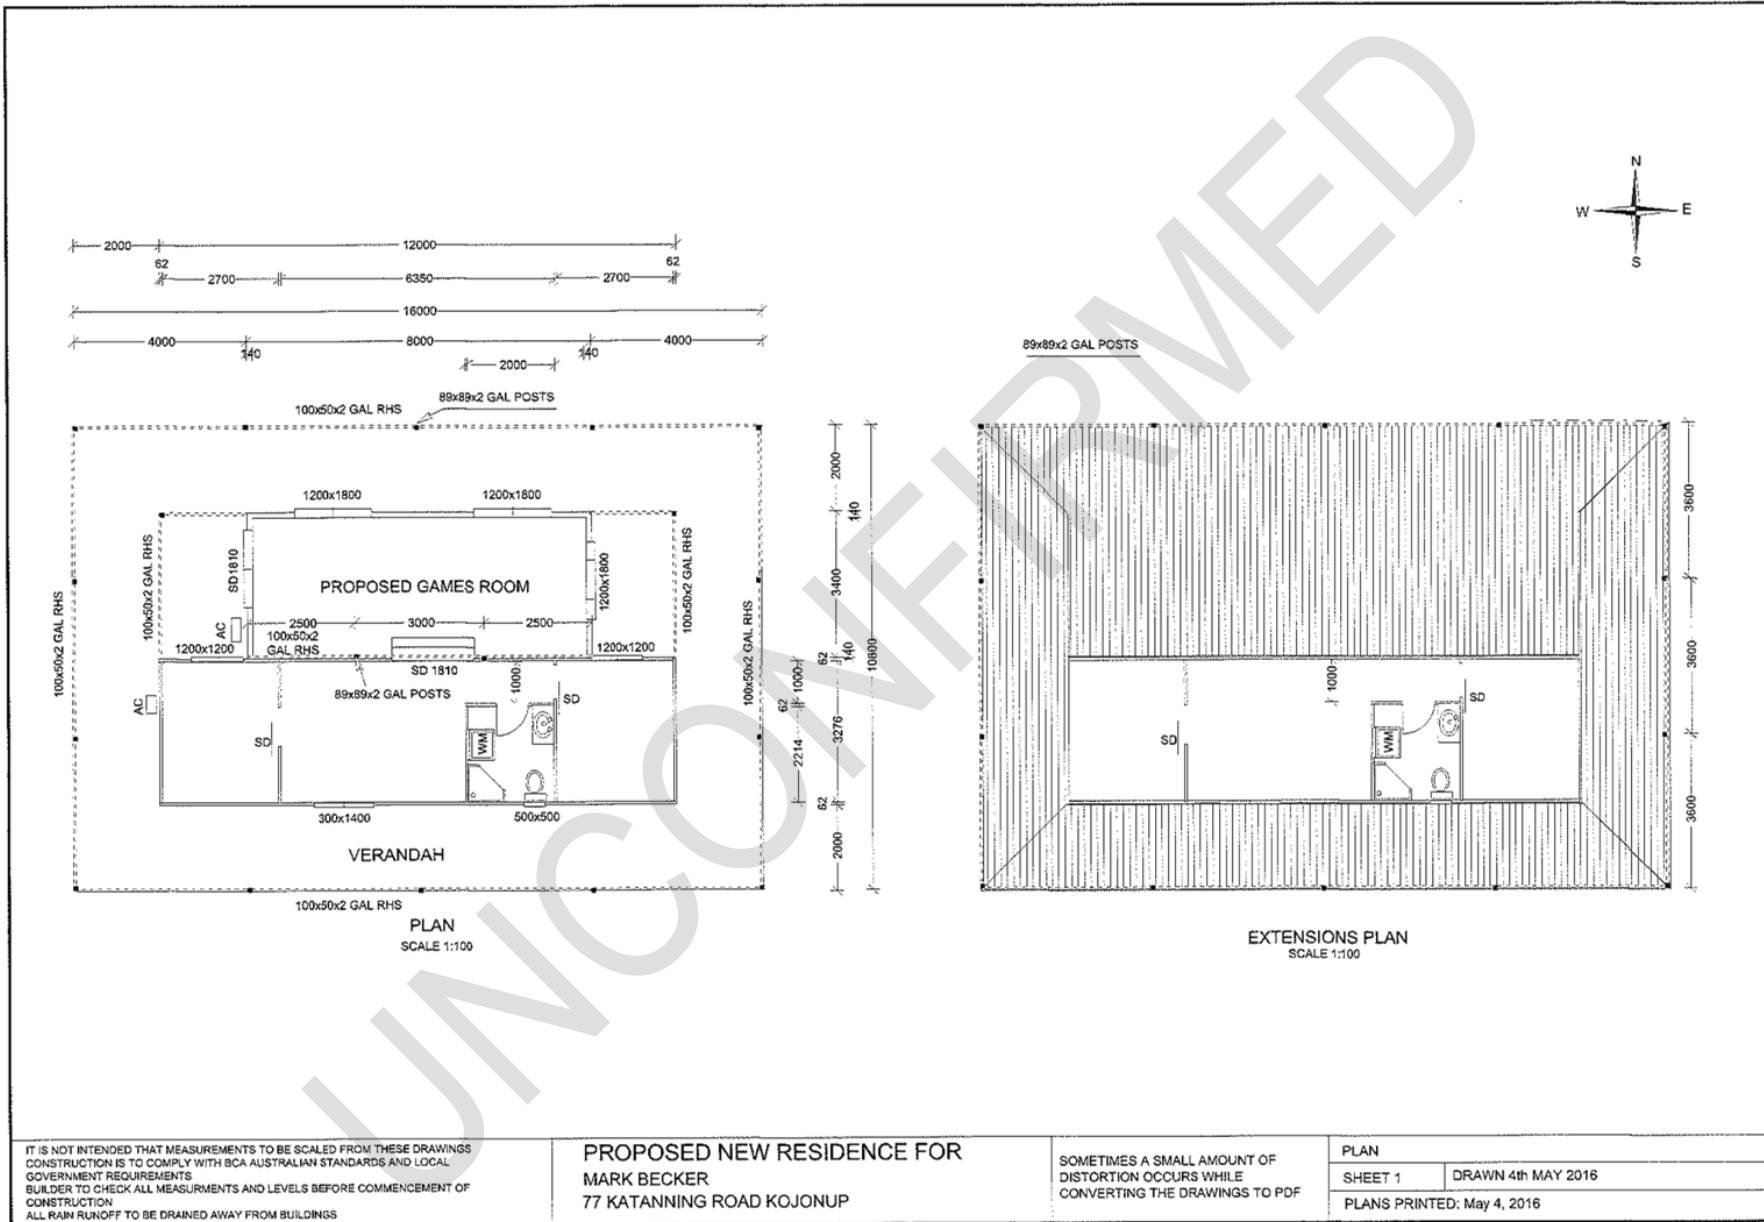 N
W
E
S
2000
12000
62
62
2700
6350
2700
16000
4000
8000
4000
140
140
2000
89x89x2 GAL POSTS
100x50x2 GAL RHS
1200x1800
1200x1800
100x50x2 GAL RHS
100x50x2 GAL RHS
SD1810
PROPOSED GAMES ROOM
1200x1800
100x50x2 GAL RHS
100x50x2 GAL RHS
2500
3000
2500
AC
100x50x2
GAL RHS
1200x1200
1200x1200
SD 1810
89x89x2 GAL POSTS
1000
AC
SD
SD
WM
300x1400
500x500
VERANDAH
100x50x2 GAL RHS
PLAN
SCALE 1:100
2000
140
3400
10800
62
140
1000
62
3276
2214
62
2000
89x89x2 GAL POSTS
3600
3600
3600
1000
SD
SD
WM
EXTENSIONS PLAN
SCALE 1:100
UNCONFIRMED
IT IS NOT INTENDED THAT MEASUREMENTS TO BE SCALED FROM THESE DRAWINGS
CONSTRUCTION IS TO COMPLY WITH BCA AUSTRALIAN STANDARDS AND LOCAL
GOVERNMENT REQUIREMENTS
BUILDER TO CHECK ALL MEASURMENTS AND LEVELS BEFORE COMMENCEMENT OF
CONSTRUCTION
ALL RAIN RUNOFF TO BE DRAINED AWAY FROM BUILDINGS
PROPOSED NEW RESIDENCE FOR
MARK BECKER
77 KATANNING ROAD KOJONUP
SOMETIMES A SMALL AMOUNT OF
DISTORTION OCCURS WHILE
CONVERTING THE DRAWINGS TO PDF
PLAN
SHEET 1
DRAWN 4th MAY 2016
PLANS PRINTED: May 4, 2016